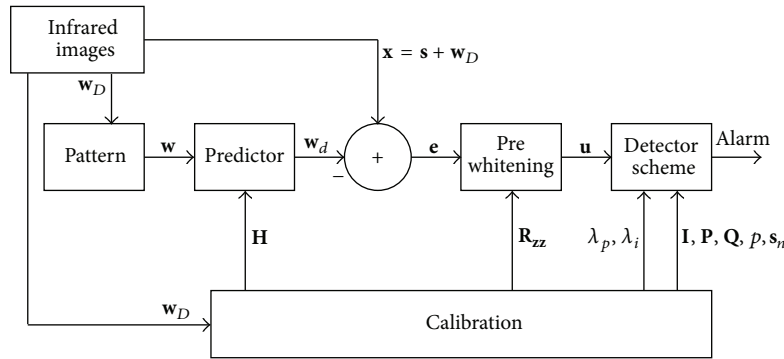 Infrared
images
x = s + w_D
w_D
Pattern
w
Predictor
w_d
−
+
e
Pre
whitening
u
Detector
scheme
Alarm
H
R_zz
λ_p, λ_i
I, P, Q, p, s_n
w_D
Calibration